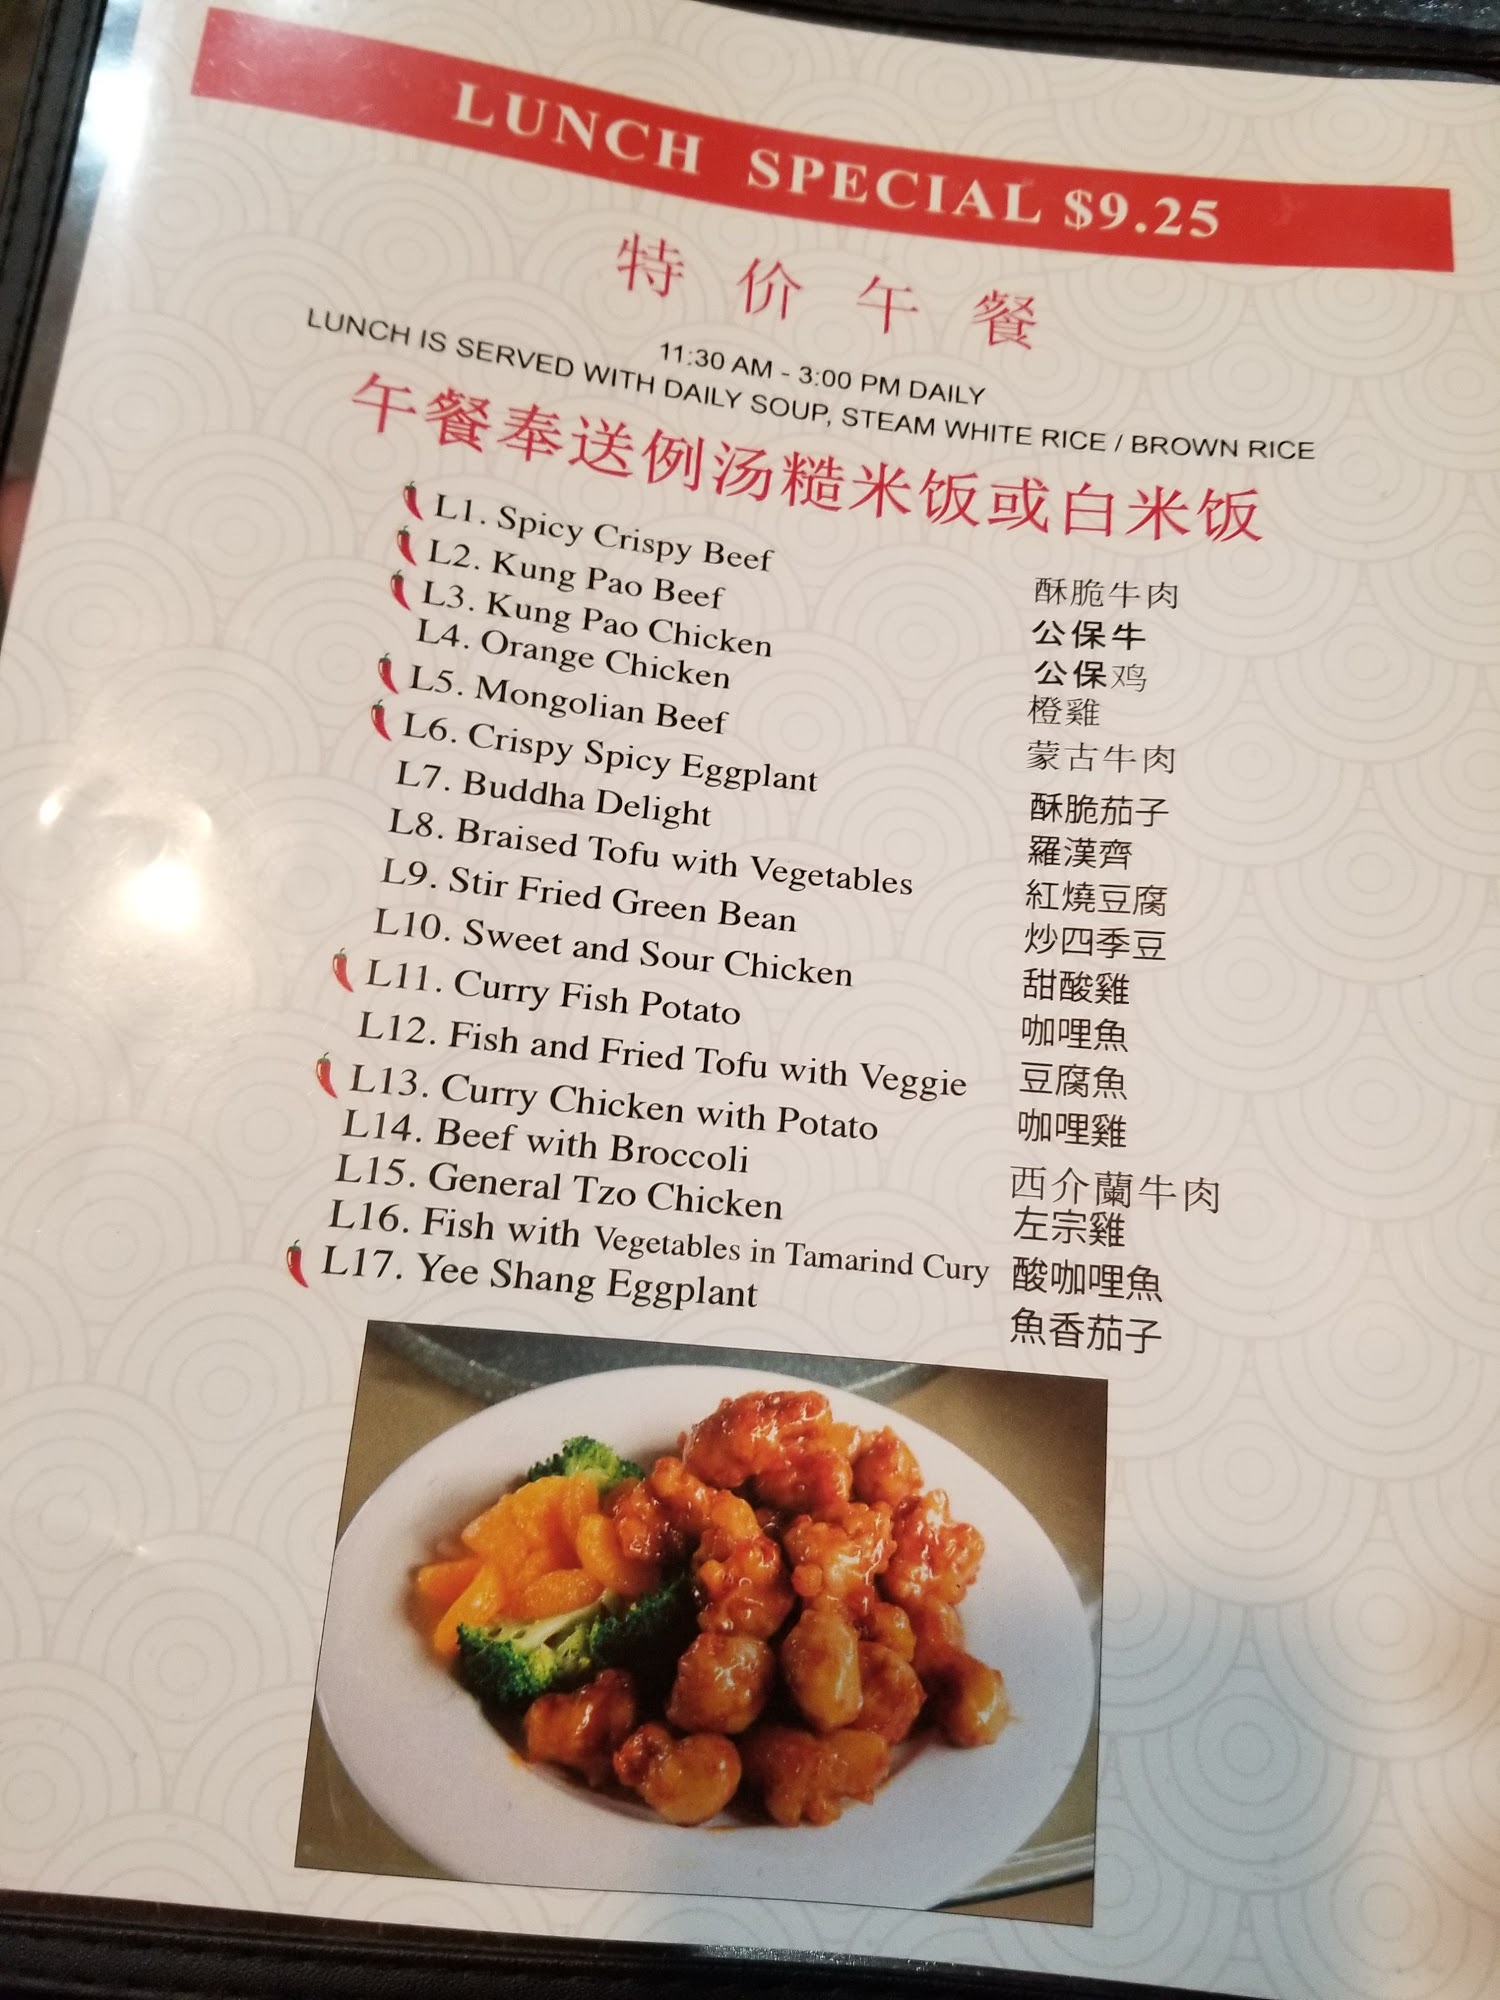 LUNCH SPECIAL $9.25
特价午餐
11:30 AM - 3:00 PM DAILY
LUNCH IS SERVED WITH DAILY SOUP, STEAM WHITE RICE / BROWN RICE
午餐奉送例汤糙米饭或白米饭
L1. Spicy Crispy Beef 酥脆牛肉
L2. Kung Pao Beef 公保牛
L3. Kung Pao Chicken 公保鸡
L4. Orange Chicken 橙雞
L5. Mongolian Beef 蒙古牛肉
L6. Crispy Spicy Eggplant 酥脆茄子
L7. Buddha Delight 羅漢齊
L8. Braised Tofu with Vegetables 紅燒豆腐
L9. Stir Fried Green Bean 炒四季豆
L10. Sweet and Sour Chicken 甜酸雞
L11. Curry Fish Potato 咖哩魚
L12. Fish and Fried Tofu with Veggie 豆腐魚
L13. Curry Chicken with Potato 咖哩雞
L14. Beef with Broccoli 西介蘭牛肉
L15. General Tzo Chicken 左宗雞
L16. Fish with Vegetables in Tamarind Cury 酸咖哩魚
L17. Yee Shang Eggplant 魚香茄子